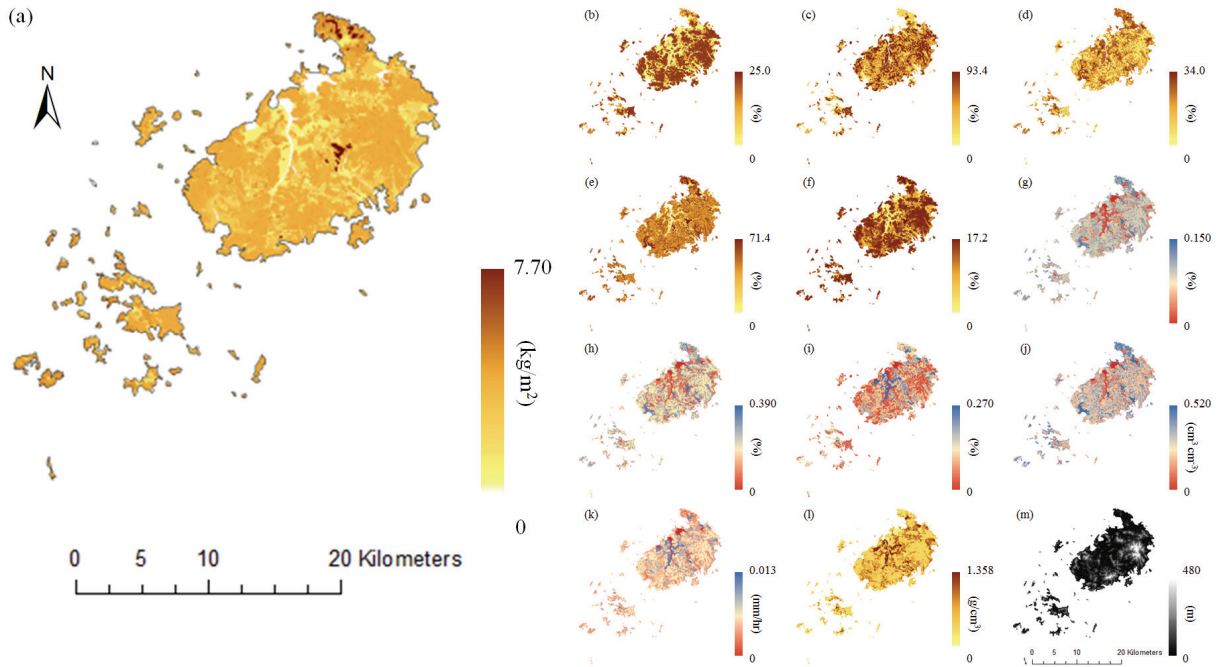 (a)
N
7.70
(kg/m²)
0
0 5 10 20 Kilometers
(b)
25.0
(%)
0
(c)
93.4
(%)
0
(d)
34.0
(%)
0
(e)
71.4
(%)
0
(f)
17.2
(%)
0
(g)
0.150
(%)
0
(h)
0.390
(%)
0
(i)
0.270
(%)
0
(j)
0.520
(cm³ cm⁻³)
0
(k)
0.013
(mm/hr)
0
(l)
1.358
(g/cm³)
0
(m)
480
(m)
0
0 5 10 20 Kilometers